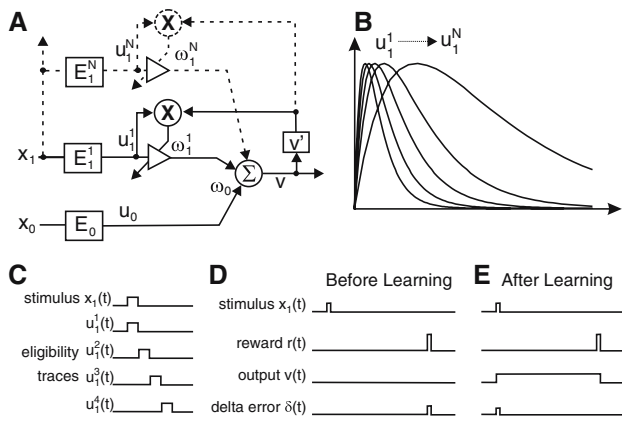 A
X
u₁ᴺ
E₁ᴺ
ω₁ᴺ
X
x₁
E₁¹
u₁¹
ω₁¹
v'
ω₀
Σ
v
x₀
E₀
u₀
B
u₁¹ u₁ᴺ
C
stimulus x₁(t)
u₁¹(t)
eligibility u₁²(t)
traces u₁³(t)
u₁⁴(t)
D Before Learning
stimulus x₁(t)
reward r(t)
output v(t)
delta error δ(t)
E After Learning